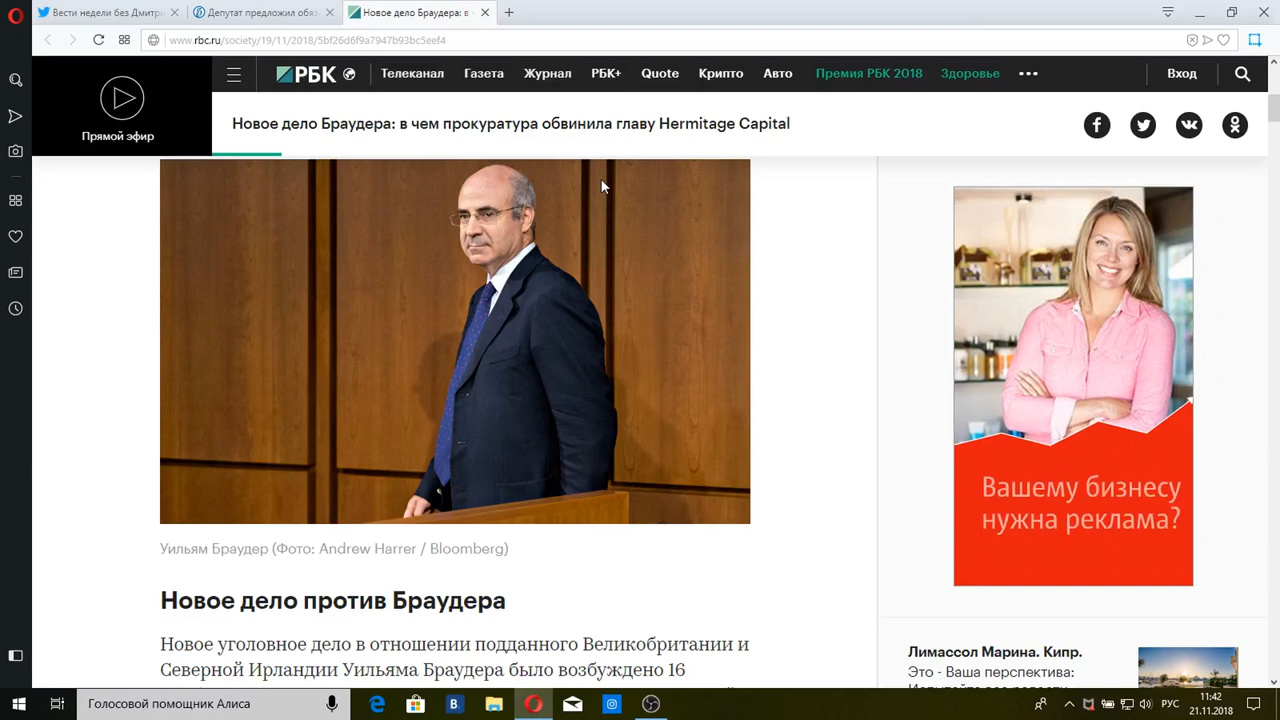 Вести недели без Дмитри
Депутат предложил обяз
Новое дело Браудера: в ч
www.rbc.ru/society/19/11/2018/5bf26d6f9a7947b93bc5eef4
РБК
Телеканал Газета Журнал РБК+ Quote Крипто Авто Премия РБК 2018 Здоровье Вход
Прямой эфир
Новое дело Браудера: в чем прокуратура обвинила главу Hermitage Capital
Вашему бизнесу
нужна реклама?
Уильям Браудер (Фото: Andrew Harrer / Bloomberg)
Новое дело против Браудера
Новое уголовное дело в отношении подданного Великобритании и
Северной Ирландии Уильяма Браудера было возбуждено 16
Лимассол Марина. Кипр.
Это - Ваша перспектива:
Голосовой помощник Алиса
РУС
11:42
21.11.2018